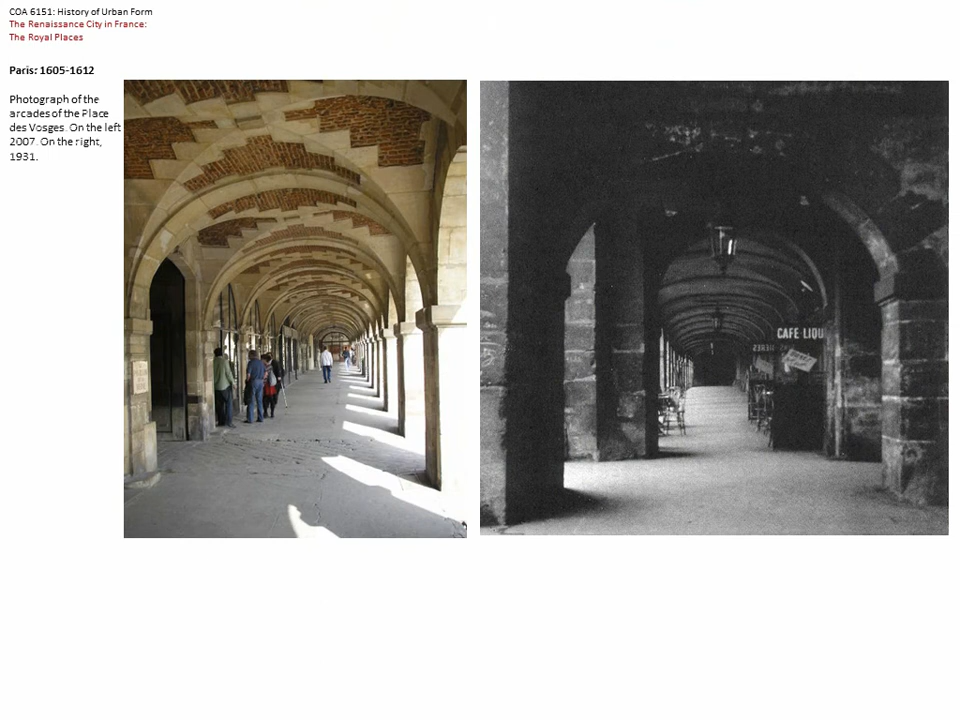 COA 6151: History of Urban Form
The Renaissance City in France:
The Royal Places
Paris: 1605-1612
Photograph of the
arcades of the Place
des Vosges. On the left
2007. On the right,
1931.
CAFE LIQU